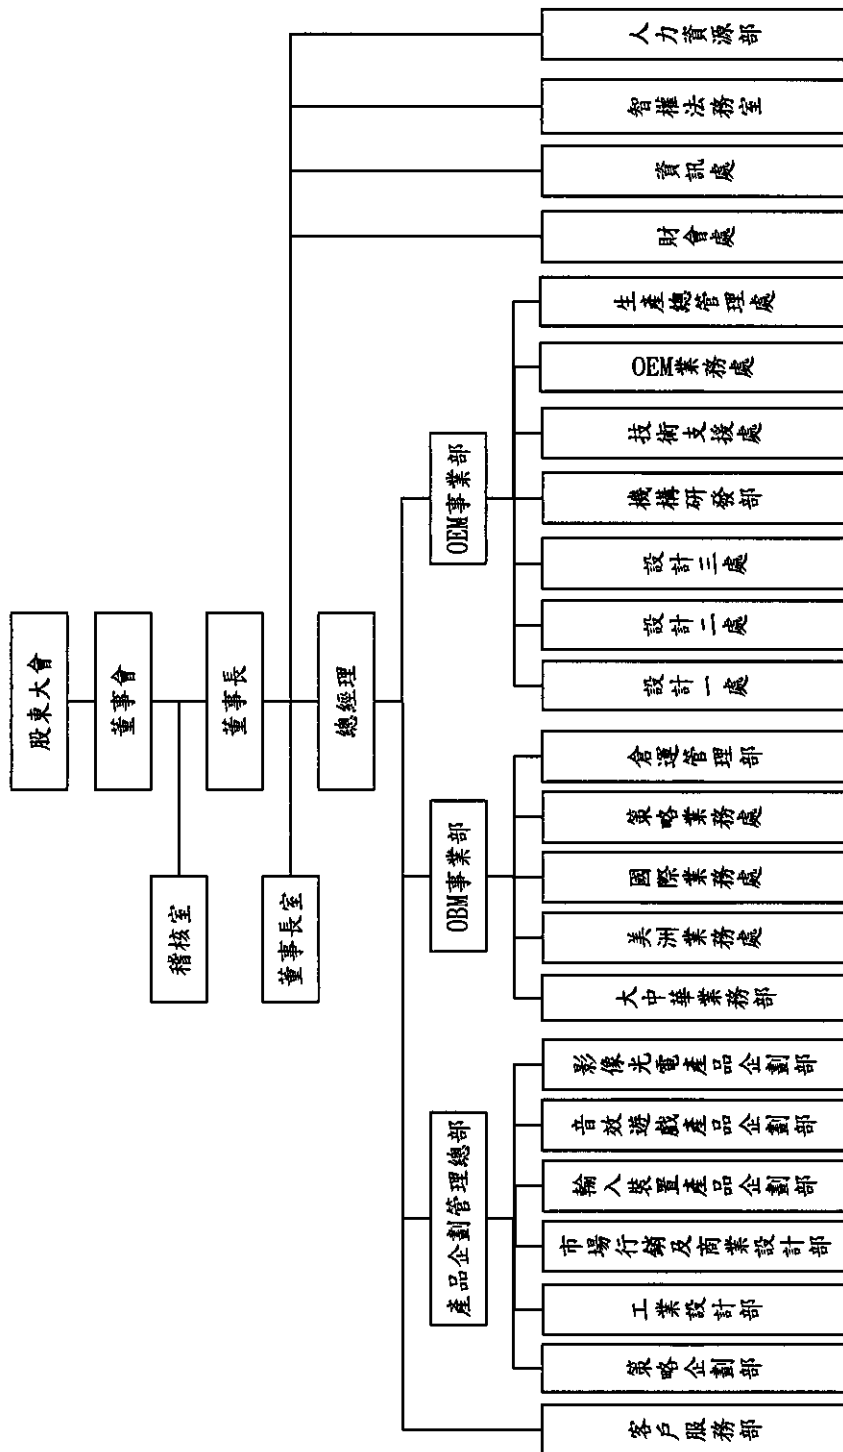 股東大會
董事會
稽核室
董事長
董事長室
總經理
產品企劃管理總部
OBM事業部
OEM事業部
客戶服務部
策略企劃部
工業設計部
市場行銷及商業設計部
輸入裝置產品企劃部
音效遊戲產品企劃部
影像光電產品企劃部
大中華業務部
美洲業務處
國際業務處
策略業務處
倉運管理部
設計一處
設計二處
設計三處
機構研發部
技術支援處
OEM業務處
生產總管理處
財會處
資訊處
智權法務室
人力資源部